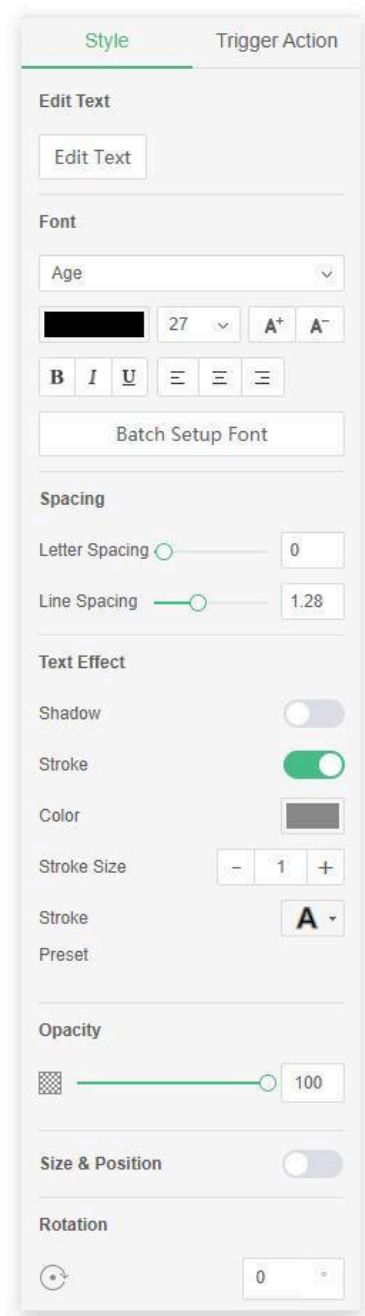 Style Trigger Action
Edit Text
Edit Text
Font
Age
27 A+ A-
B I U
Batch Setup Font
Spacing
Letter Spacing 0
Line Spacing 1.28
Text Effect
Shadow
Stroke
Color
Stroke Size - 1 +
Stroke A
Preset
Opacity
100
Size & Position
Rotation
0 °